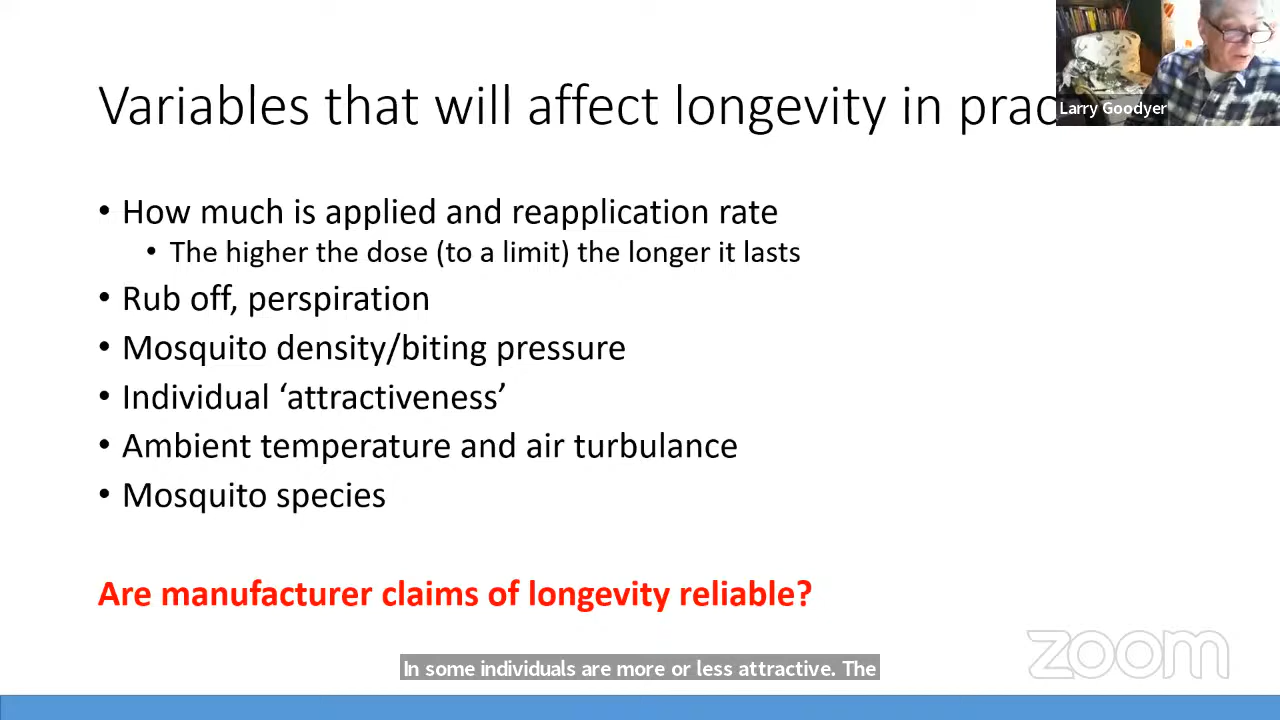 Variables that will affect longevity in prac
Larry Goodyer
• How much is applied and reapplication rate
• The higher the dose (to a limit) the longer it lasts
• Rub off, perspiration
• Mosquito density/biting pressure
• Individual ‘attractiveness’
• Ambient temperature and air turbulance
• Mosquito species
Are manufacturer claims of longevity reliable?
zoom
In some individuals are more or less attractive. The